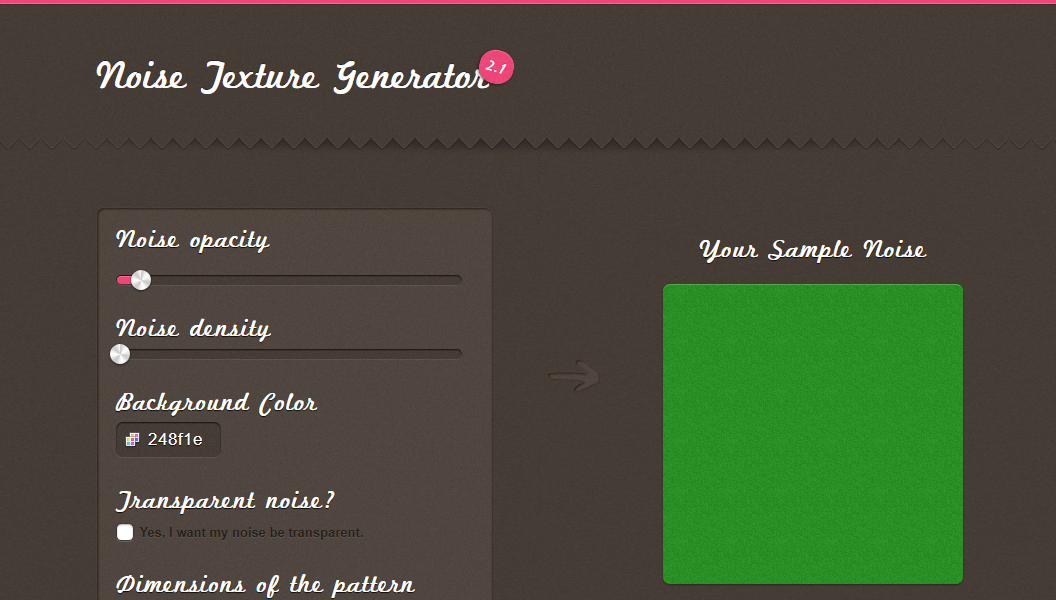 Noise Texture Generator
2.1
Noise opacity
Noise density
Background Color
248f1e
Transparent noise?
Yes, I want my noise be transparent.
Dimensions of the pattern
Your Sample Noise